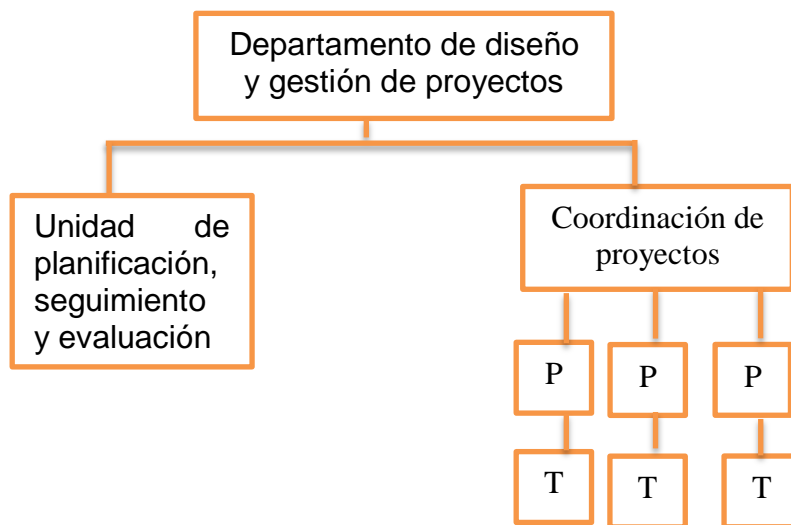 Departamento de diseño
y gestión de proyectos
Unidad de
planificación,
seguimiento
y evaluación
Coordinación de
proyectos
P
P
P
T
T
T